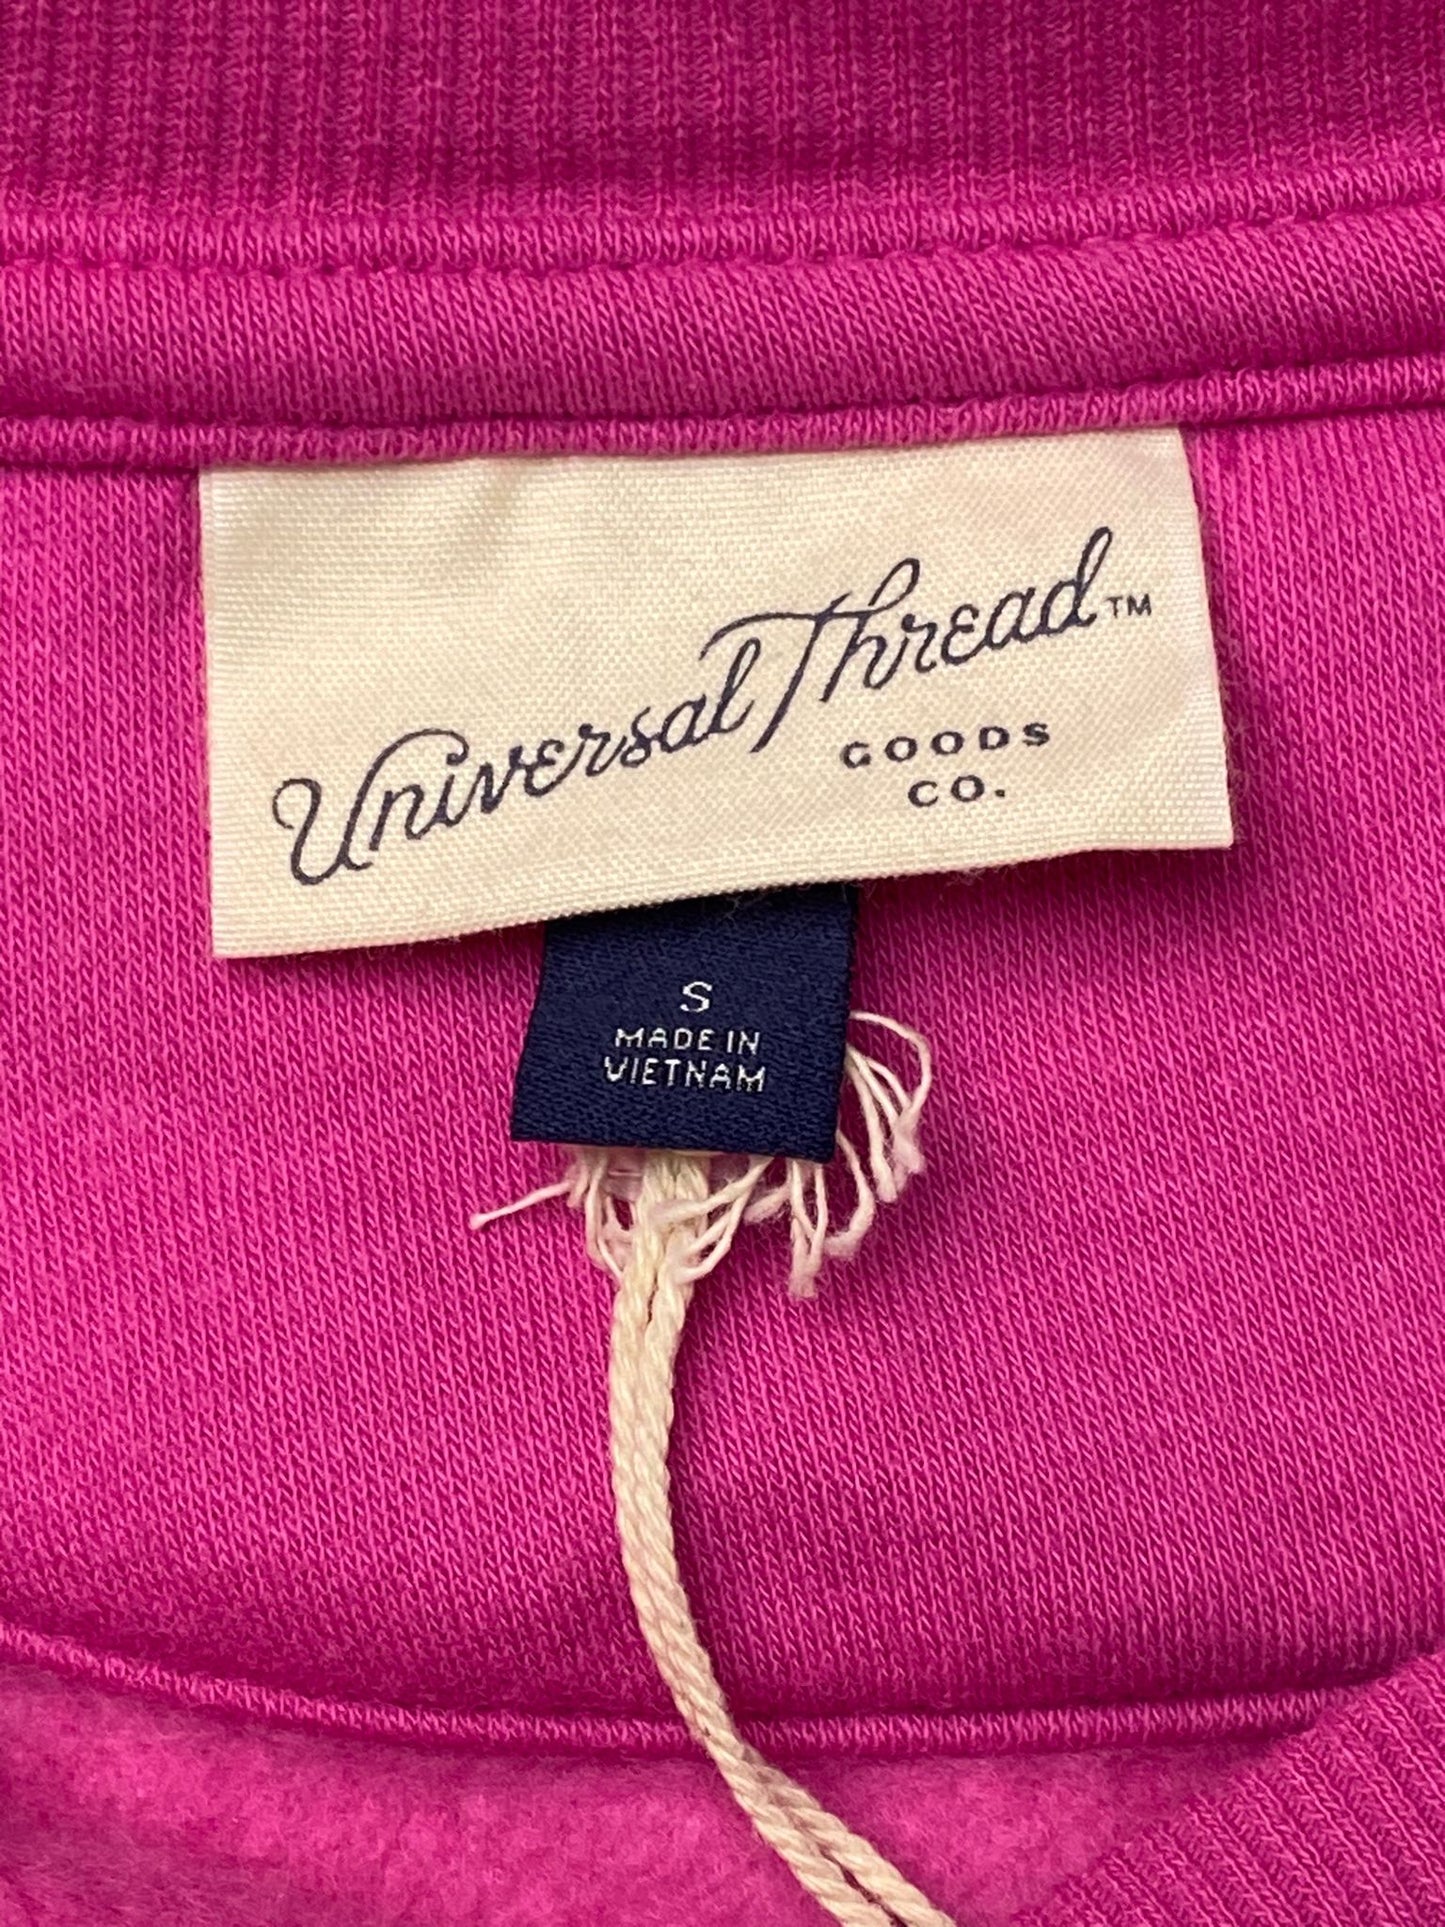 Universal Thread™
GOODS
CO.
S
MADE IN
VIETNAM